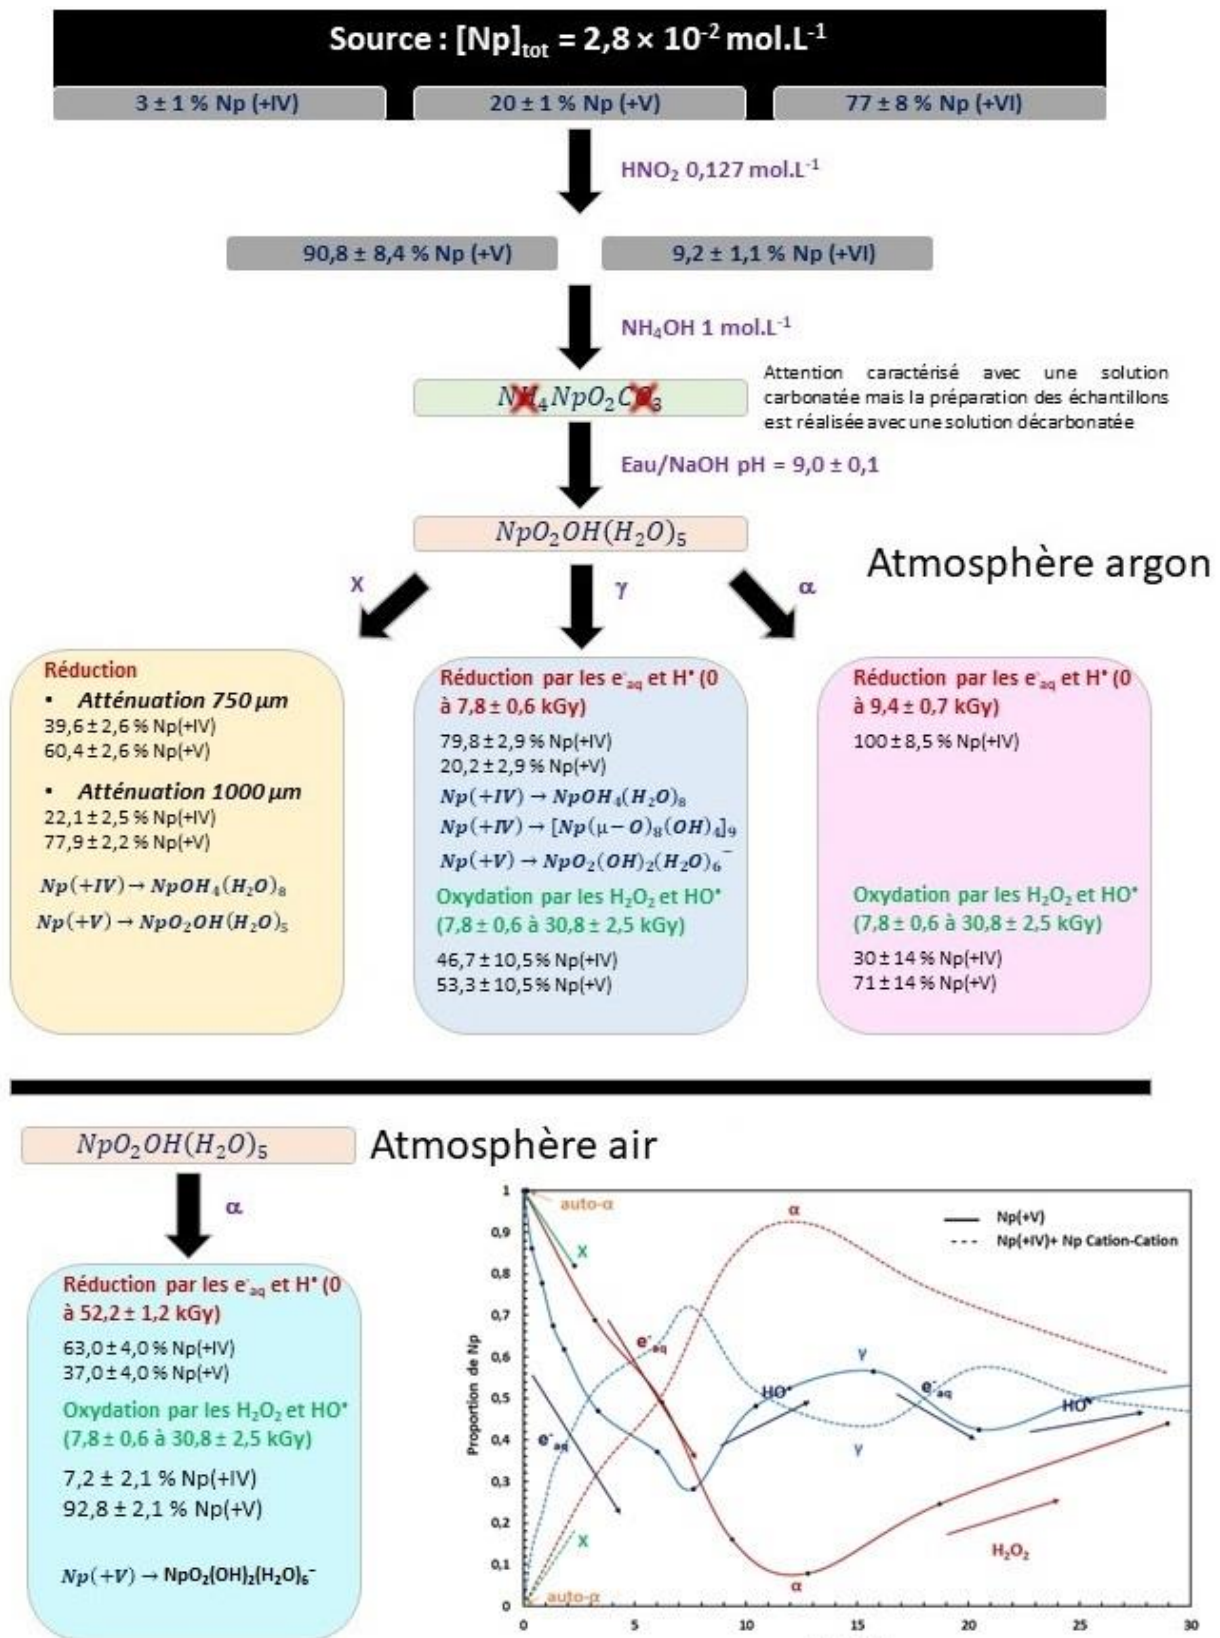 Source : [Np]tot = 2,8 × 10-2 mol.L-1
3 ± 1 % Np (+IV)
20 ± 1 % Np (+V)
77 ± 8 % Np (+VI)
HNO2 0,127 mol.L-1
90,8 ± 8,4 % Np (+V)
9,2 ± 1,1 % Np (+VI)
NH4OH 1 mol.L-1
NH4NpO2CO3
Attention caractérisé avec une solution
carbonatée mais la préparation des échantillons
est réalisée avec une solution décarbonatée
Eau/NaOH pH = 9,0 ± 0,1
NpO2OH(H2O)5
Atmosphère argon
X
γ
α
Réduction
• Atténuation 750 µm
39,6 ± 2,6 % Np(+IV)
60,4 ± 2,6 % Np(+V)
• Atténuation 1000 µm
22,1 ± 2,5 % Np(+IV)
77,9 ± 2,2 % Np(+V)
Np(+IV) → NpOH4(H2O)8
Np(+V) → NpO2OH(H2O)5
Réduction par les e-aq et H• (0
à 7,8 ± 0,6 kGy)
79,8 ± 2,9 % Np(+IV)
20,2 ± 2,9 % Np(+V)
Np(+IV) → NpOH4(H2O)8
Np(+IV) → [Np(µ − O)8(OH)4]9
Np(+V) → NpO2(OH)2(H2O)6−
Oxydation par les H2O2 et HO•
(7,8 ± 0,6 à 30,8 ± 2,5 kGy)
46,7 ± 10,5 % Np(+IV)
53,3 ± 10,5 % Np(+V)
Réduction par les e-aq et H• (0
à 9,4 ± 0,7 kGy)
100 ± 8,5 % Np(+IV)
Oxydation par les H2O2 et HO•
(7,8 ± 0,6 à 30,8 ± 2,5 kGy)
30 ± 14 % Np(+IV)
71 ± 14 % Np(+V)
NpO2OH(H2O)5
Atmosphère air
α
Réduction par les e-aq et H• (0
à 52,2 ± 1,2 kGy)
63,0 ± 4,0 % Np(+IV)
37,0 ± 4,0 % Np(+V)
Oxydation par les H2O2 et HO•
(7,8 ± 0,6 à 30,8 ± 2,5 kGy)
7,2 ± 2,1 % Np(+IV)
92,8 ± 2,1 % Np(+V)
Np(+V) → NpO2(OH)2(H2O)6-
Proportion de Np
1
0,9
0,8
0,7
0,6
0,5
0,4
0,3
0,2
0,1
0
0
5
10
15
20
25
30
Np(+V)
Np(+IV)+ Np Cation-Cation
auto-α
X
α
e-aq
e-aq
HO•
γ
γ
e-aq
HO•
X
α
H2O2
auto-α